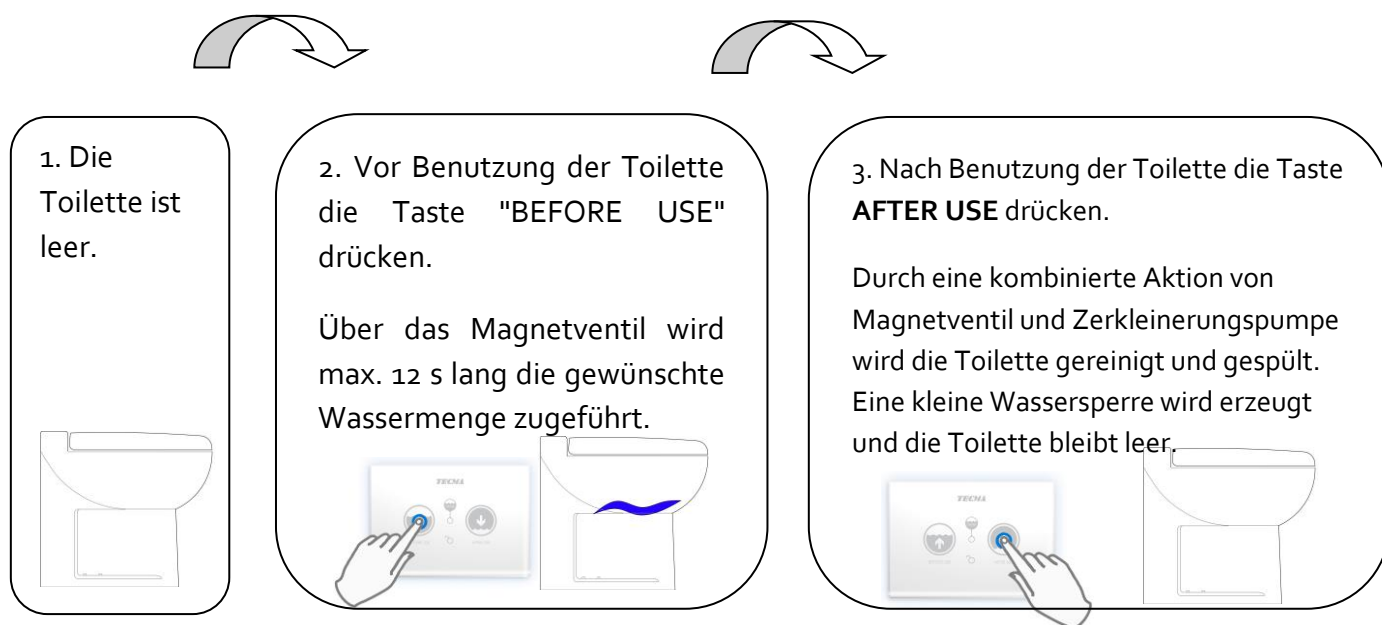 1. Die
Toilette ist
leer.
2. Vor Benutzung der Toilette
die Taste "BEFORE USE"
drücken.
Über das Magnetventil wird
max. 12 s lang die gewünschte
Wassermenge zugeführt.
TECMA
3. Nach Benutzung der Toilette die Taste
AFTER USE drücken.
Durch eine kombinierte Aktion von
Magnetventil und Zerkleinerungspumpe
wird die Toilette gereinigt und gespült.
Eine kleine Wassersperre wird erzeugt
und die Toilette bleibt leer.
TECMA